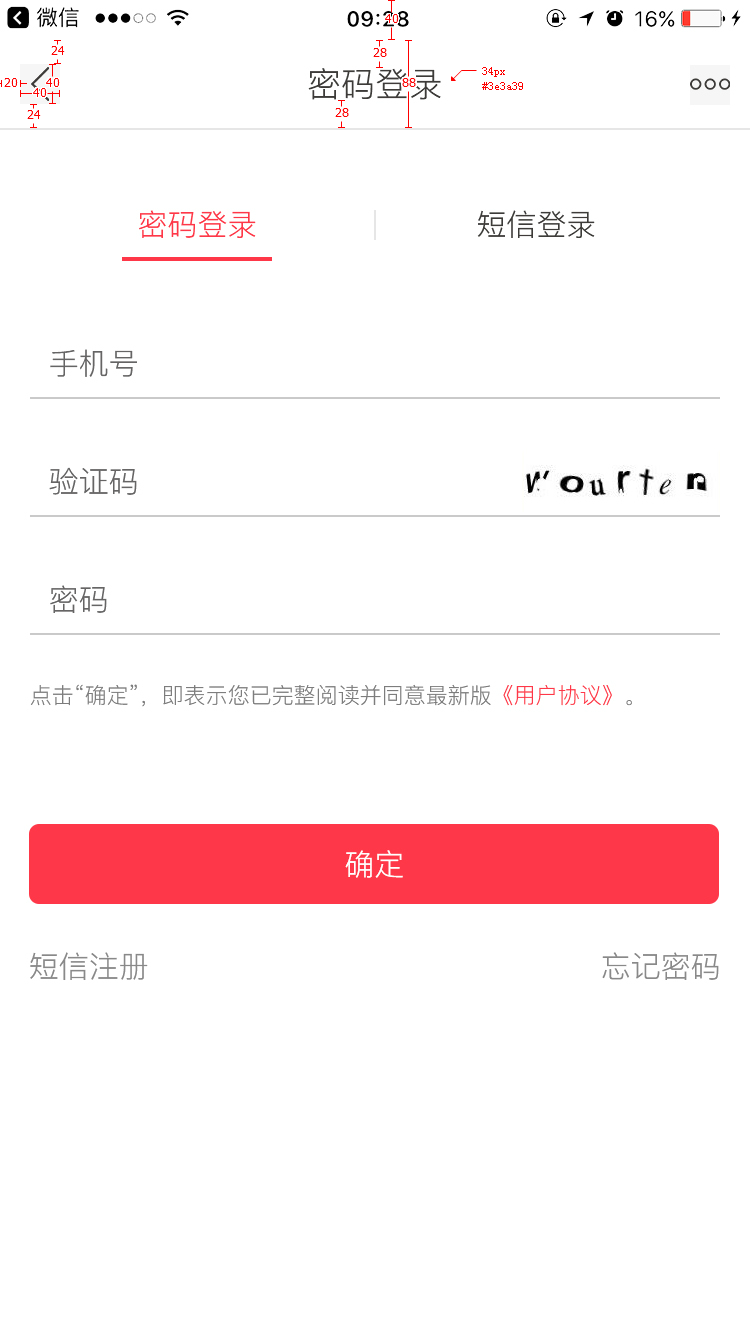 微信 09:28 16%
40
24
28
20 40 密码登录 88 34px
40 #3e3a39
24 28
密码登录 短信登录
手机号
验证码 wourten
密码
点击“确定”，即表示您已完整阅读并同意最新版《用户协议》。
确定
短信注册 忘记密码